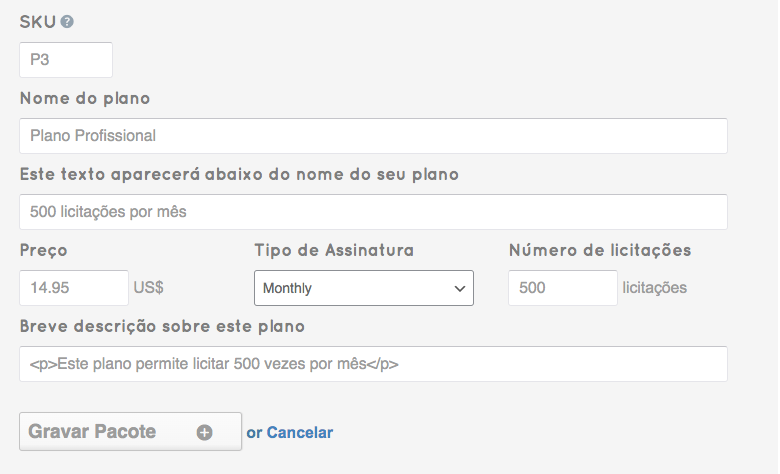 SKU ?
P3
Nome do plano
Plano Profissional
Este texto aparecerá abaixo do nome do seu plano
500 licitações por mês
Preço Tipo de Assinatura Número de licitações
14.95 US$ Monthly 500 licitações
Breve descrição sobre este plano
<p>Este plano permite licitar 500 vezes por mês</p>
Gravar Pacote or Cancelar